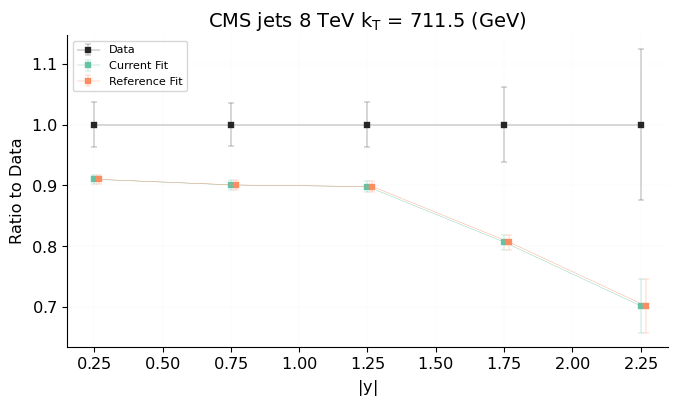 CMS jets 8 TeV k_T = 711.5 (GeV)
Data
Current Fit
Reference Fit
Ratio to Data
1.1
1.0
0.9
0.8
0.7
0.25 0.50 0.75 1.00 1.25 1.50 1.75 2.00 2.25
|y|